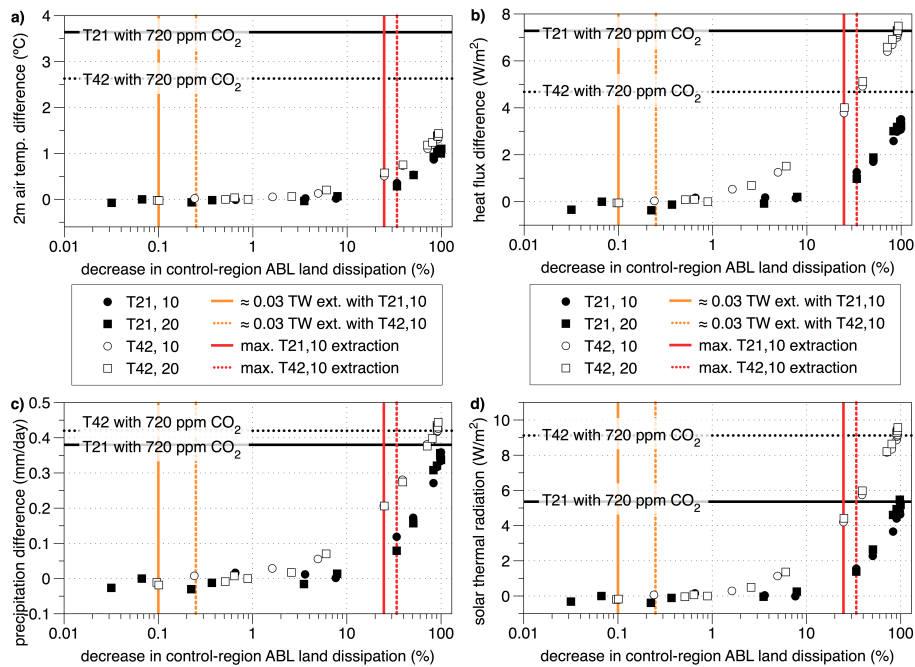 a)
2m air temp. difference (°C)
4
3
2
1
0
T21 with 720 ppm CO2
T42 with 720 ppm CO2
0.01 0.1 1 10 100
decrease in control-region ABL land dissipation (%)
b)
heat flux difference (W/m²)
8
6
4
2
0
T21 with 720 ppm CO2
T42 with 720 ppm CO2
0.01 0.1 1 10 100
decrease in control-region ABL land dissipation (%)
T21, 10 ≈ 0.03 TW ext. with T21,10
T21, 20 ≈ 0.03 TW ext. with T42,10
T42, 10 max. T21,10 extraction
T42, 20 max. T42,10 extraction
T21, 10 ≈ 0.03 TW ext. with T21,10
T21, 20 ≈ 0.03 TW ext. with T42,10
T42, 10 max. T21,10 extraction
T42, 20 max. T42,10 extraction
c)
precipitation difference (mm/day)
0.5
0.4
0.3
0.2
0.1
0
0.1
T42 with 720 ppm CO2
T21 with 720 ppm CO2
0.01 0.1 1 10 100
decrease in control-region ABL land dissipation (%)
d)
solar thermal radiation (W/m²)
10
8
6
4
2
0
T42 with 720 ppm CO2
T21 with 720 ppm CO2
0.01 0.1 1 10 100
decrease in control-region ABL land dissipation (%)